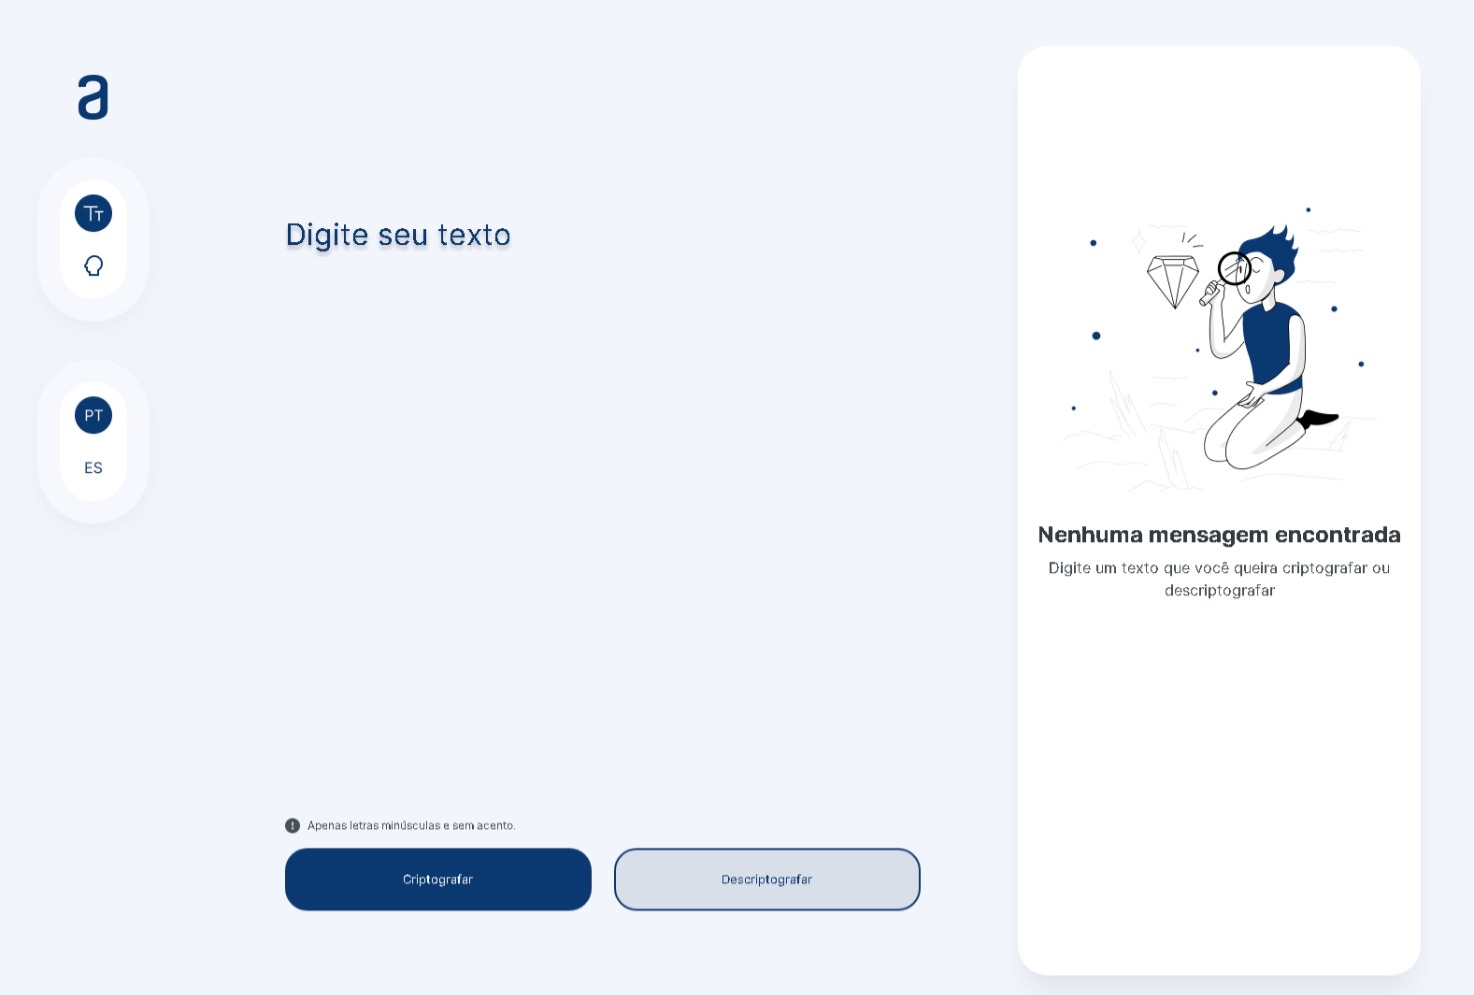 a
Tт
PT
ES
Digite seu texto
! Apenas letras minúsculas e sem acento.
Criptografar
Descriptografar
Nenhuma mensagem encontrada
Digite um texto que você queira criptografar ou
descriptografar